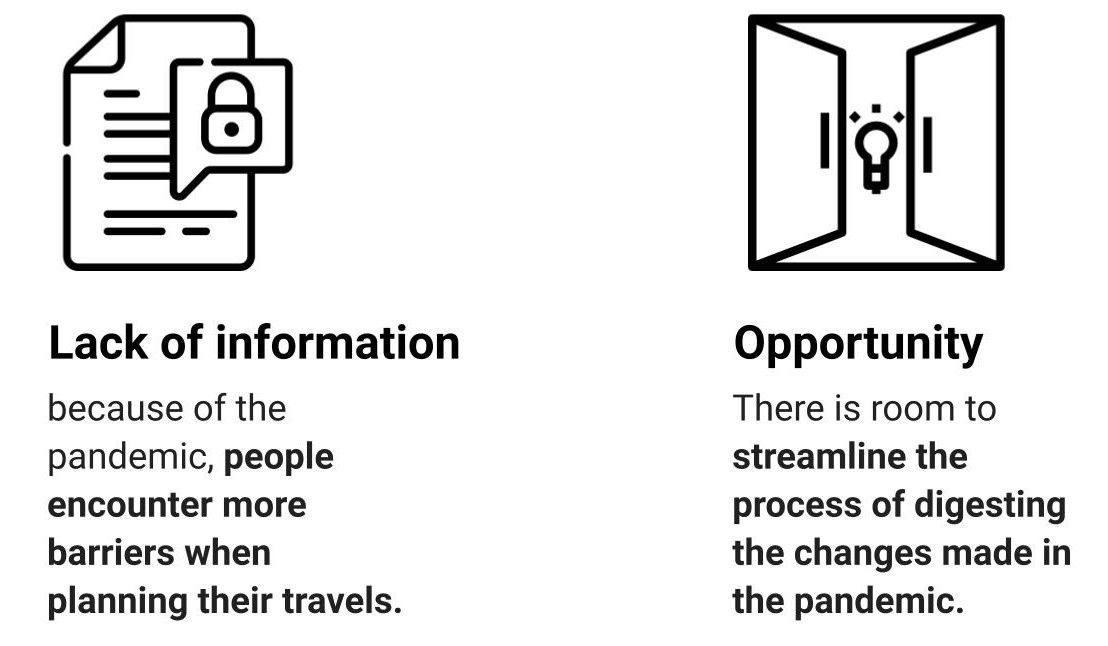 Lack of information
because of the
pandemic, people
encounter more
barriers when
planning their travels.
Opportunity
There is room to
streamline the
process of digesting
the changes made in
the pandemic.